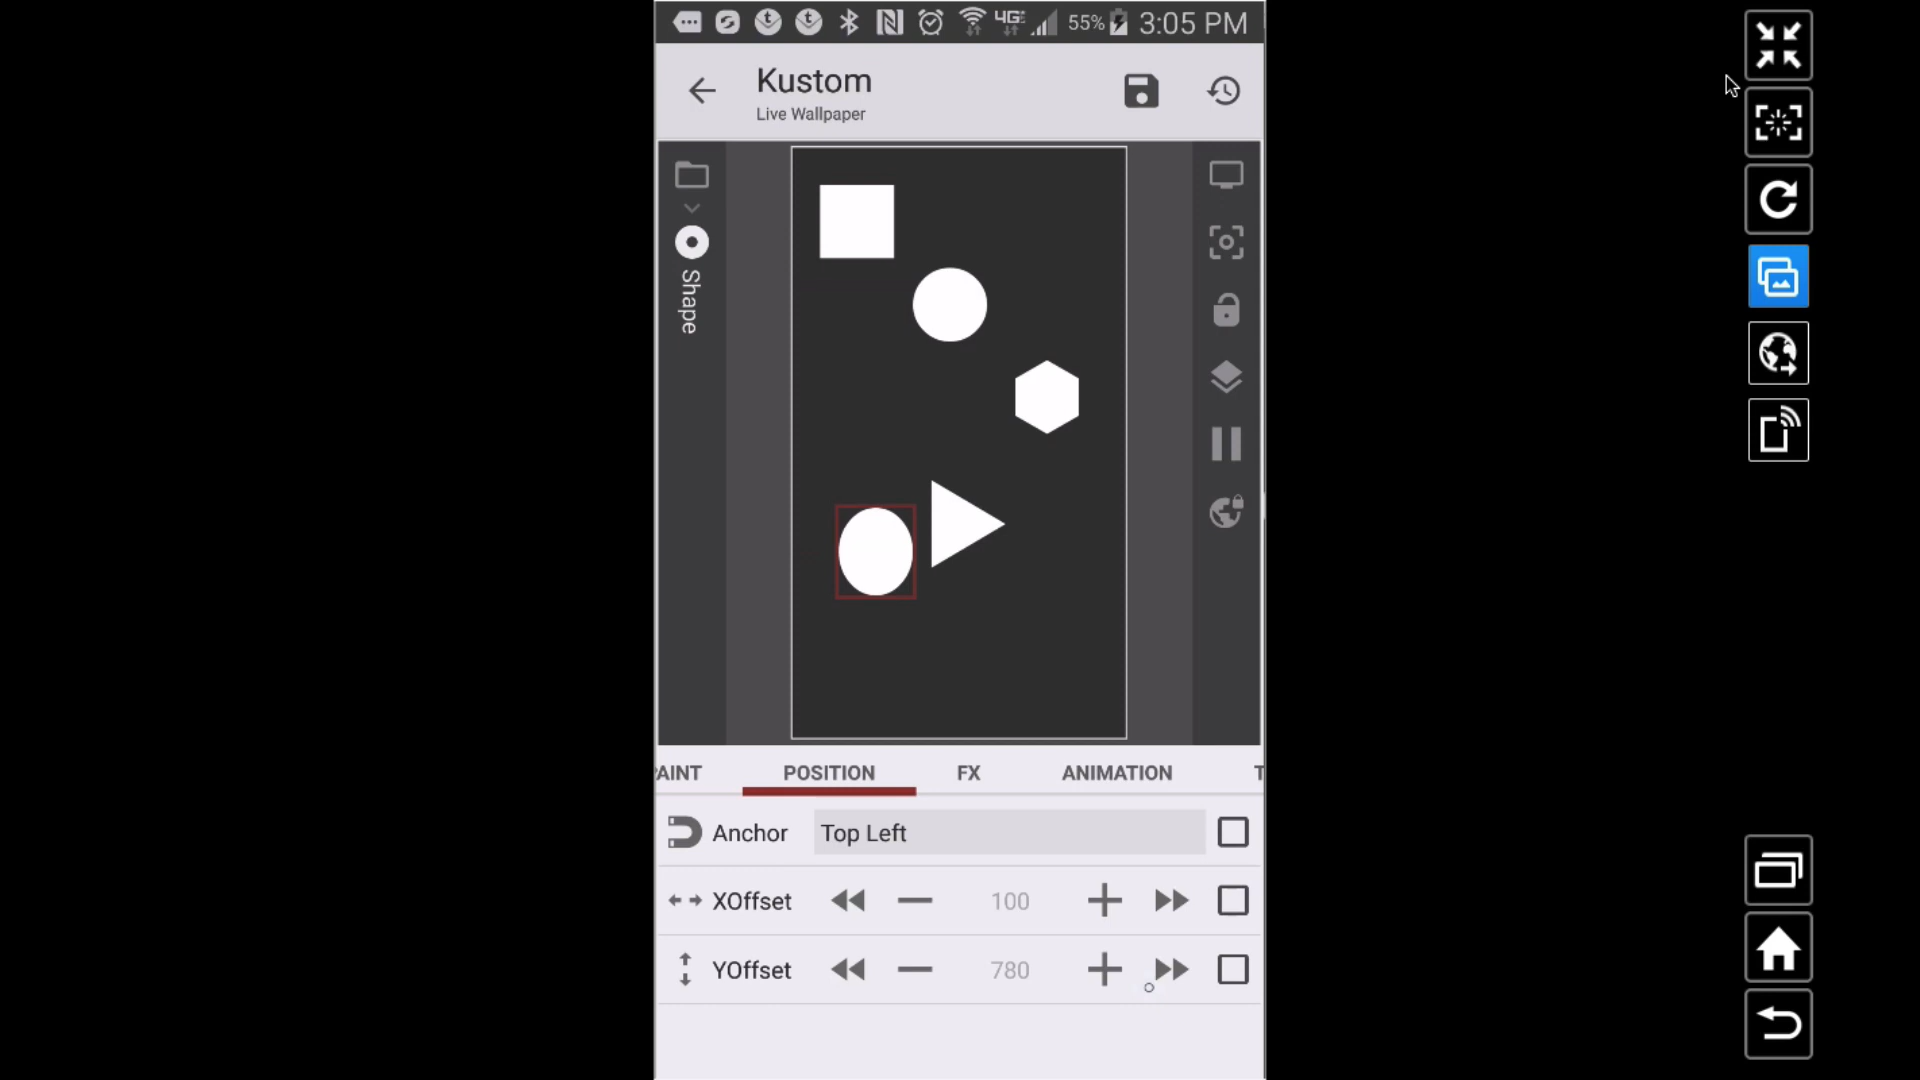 4G 55% 3:05 PM
Kustom
Live Wallpaper
Shape
AINT POSITION FX ANIMATION T
Anchor Top Left
XOffset 100
YOffset 780